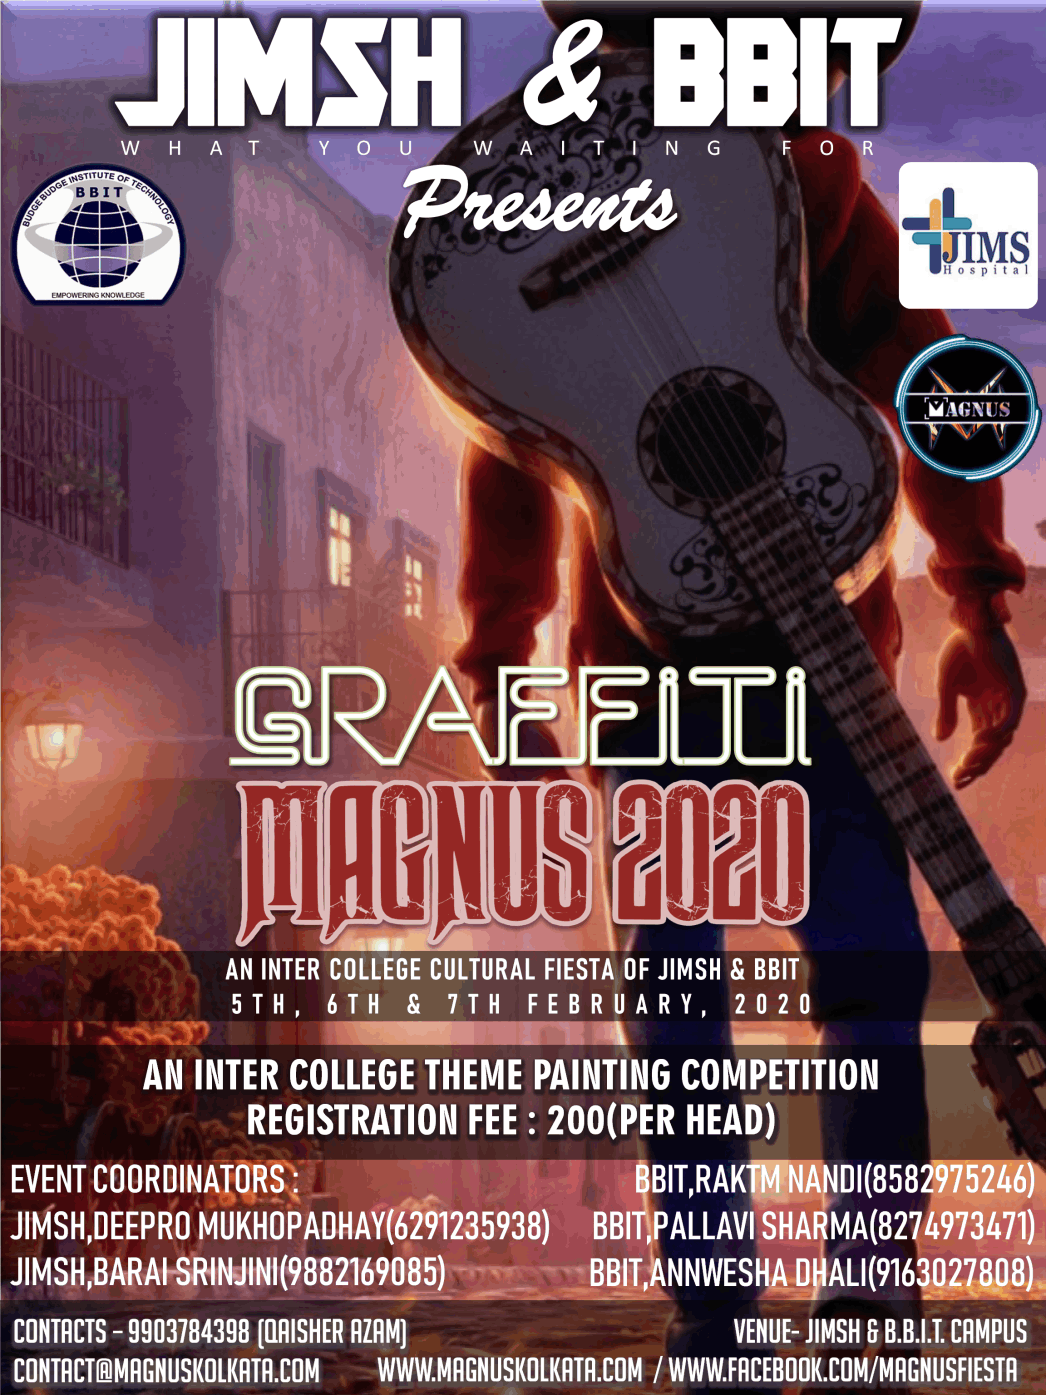 JIMSH & BBIT
WHAT YOU WAITING FOR
Presents
BUDGE BUDGE INSTITUTE OF TECHNOLOGY
BBIT
EMPOWERING KNOWLEDGE
JIMS
Hospital
MAGNUS
GRAFFITI
MAGNUS 2020
AN INTER COLLEGE CULTURAL FIESTA OF JIMSH & BBIT
5TH, 6TH & 7TH FEBRUARY, 2020
AN INTER COLLEGE THEME PAINTING COMPETITION
REGISTRATION FEE : 200(PER HEAD)
EVENT COORDINATORS :
JIMSH,DEEPRO MUKHOPADHAY(6291235938)
JIMSH,BARAI SRINJINI(9882169085)
BBIT,RAKTM NANDI(8582975246)
BBIT,PALLAVI SHARMA(8274973471)
BBIT,ANNWESHA DHALI(9163027808)
CONTACTS - 9903784398 (QAISHER AZAM)
VENUE- JIMSH & B.B.I.T. CAMPUS
CONTACT@MAGNUSKOLKATA.COM
WWW.MAGNUSKOLKATA.COM / WWW.FACEBOOK.COM/MAGNUSFIESTA